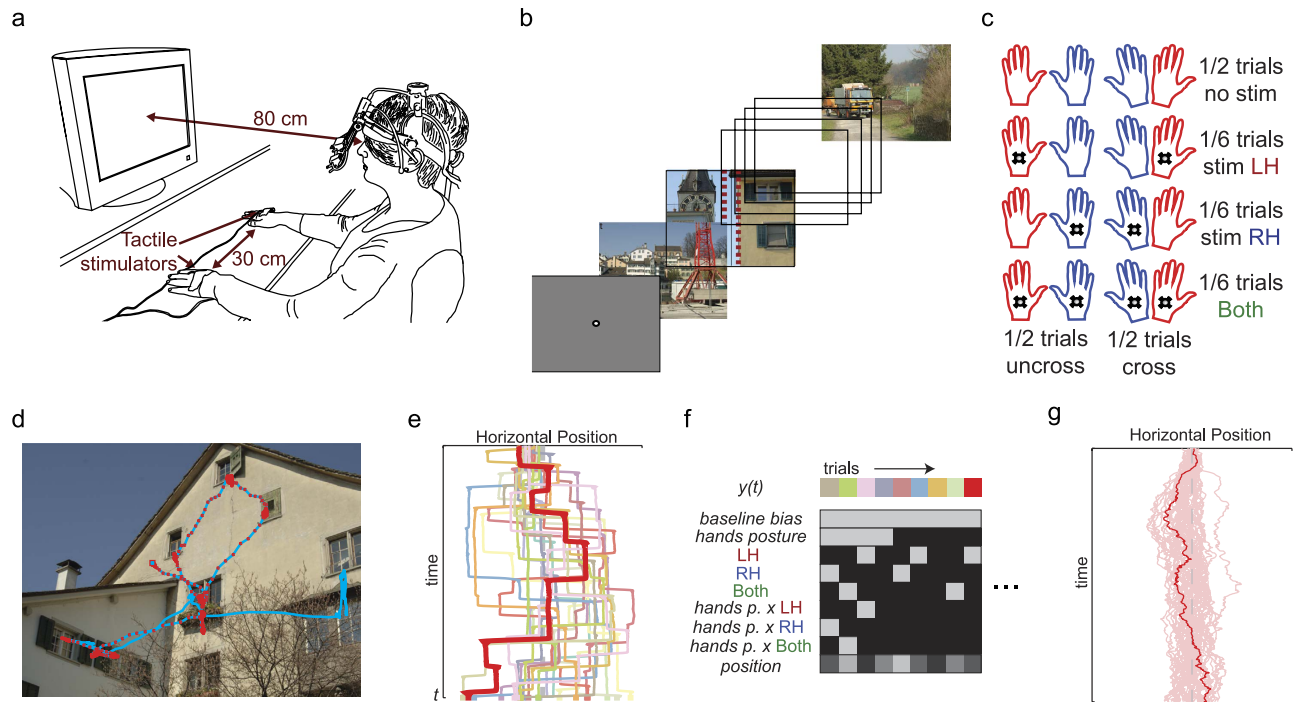 a
80 cm
Tactile
stimulators
30 cm
b
c
1/2 trials
no stim
1/6 trials
stim LH
1/6 trials
stim RH
1/6 trials
Both
1/2 trials
uncross
1/2 trials
cross
d
e
Horizontal Position
time
t
f
trials
y(t)
baseline bias
hands posture
LH
RH
Both
hands p. x LH
hands p. x RH
hands p. x Both
position
...
g
Horizontal Position
time